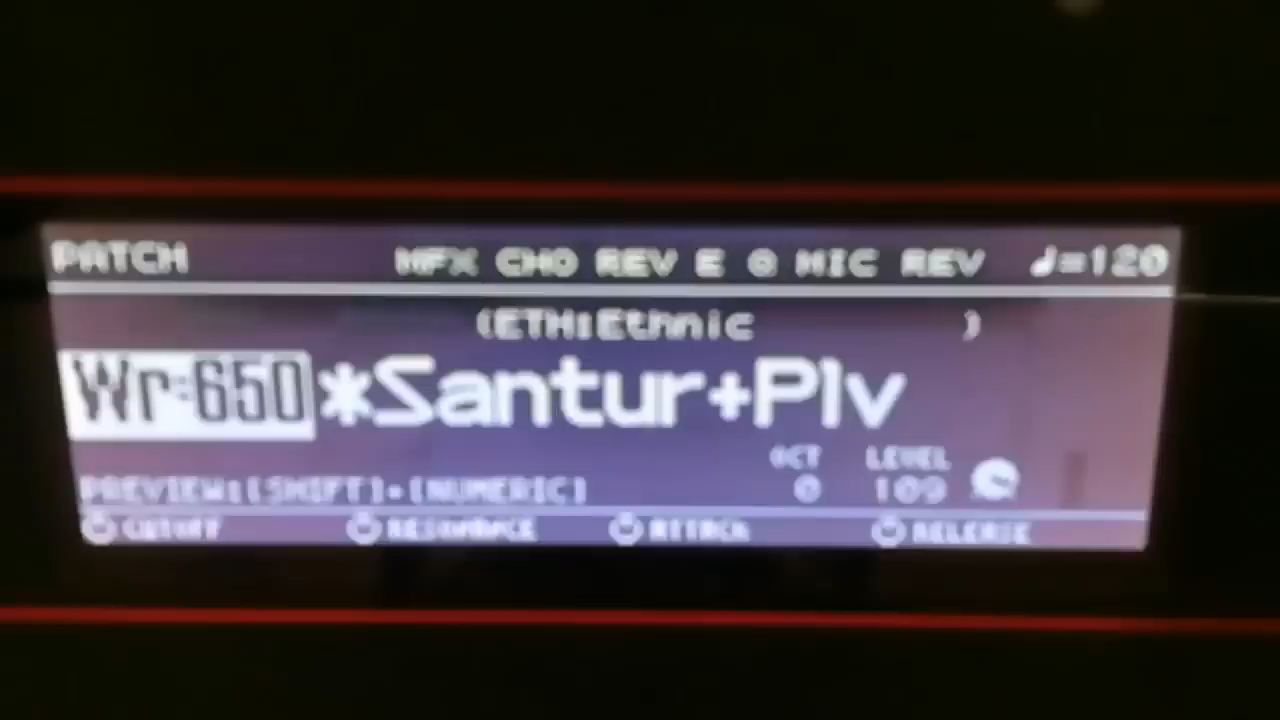 PATCH MFX CHO REV E Q MIC REV ♩=120
(ETH:Ethnic )
Wr:650 *Santur+Plv
OCT LEVEL
PREVIEW:[SHIFT]+[NUMERIC] 0 109
CUTOFF RESONANCE ATTACK RELEASE